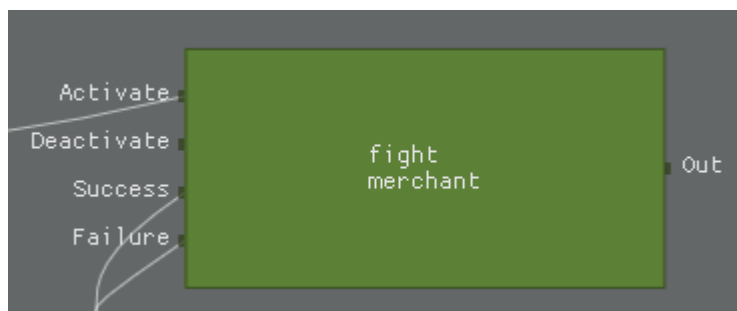 Activate
Deactivate
Success
Failure
fight
merchant
Out